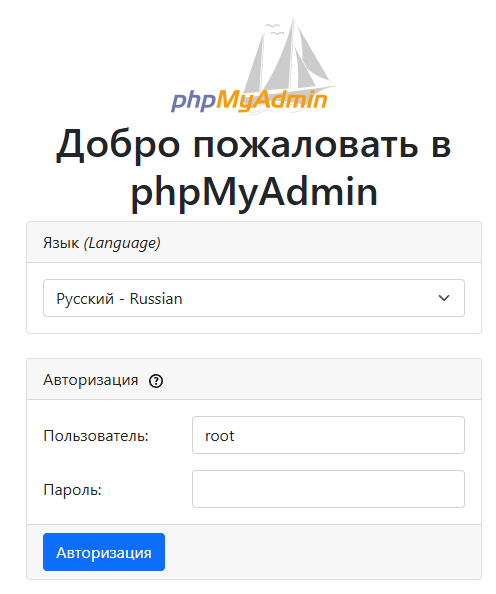 phpMyAdmin
Добро пожаловать в
phpMyAdmin
Язык (Language)
Русский - Russian
Авторизация
Пользователь: root
Пароль:
Авторизация